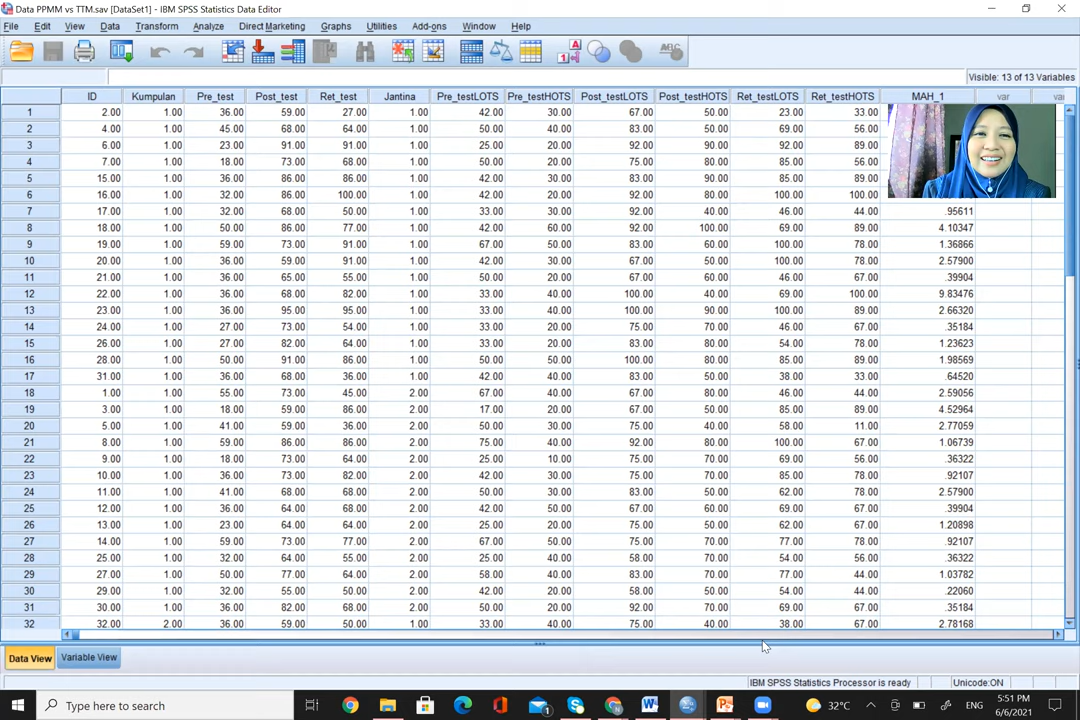 Data PPMM vs TTM.sav [DataSet1] - IBM SPSS Statistics Data Editor
File Edit View Data Transform Analyze Direct Marketing Graphs Utilities Add-ons Window Help
Visible: 13 of 13 Variables
ID Kumpulan Pre_test Post_test Ret_test Jantina Pre_testLOTS Pre_testHOTS Post_testLOTS Post_testHOTS Ret_testLOTS Ret_testHOTS MAH_1 var va
1 2.00 1.00 36.00 59.00 27.00 1.00 42.00 30.00 67.00 50.00 23.00 33.00
2 4.00 1.00 45.00 68.00 64.00 1.00 50.00 40.00 83.00 50.00 69.00 56.00
3 6.00 1.00 23.00 91.00 91.00 1.00 25.00 20.00 92.00 90.00 92.00 89.00
4 7.00 1.00 18.00 73.00 68.00 1.00 50.00 20.00 75.00 80.00 85.00 56.00
5 15.00 1.00 36.00 86.00 86.00 1.00 42.00 30.00 83.00 90.00 85.00 89.00
6 16.00 1.00 32.00 86.00 100.00 1.00 42.00 20.00 92.00 80.00 100.00 100.00
7 17.00 1.00 32.00 68.00 50.00 1.00 33.00 30.00 92.00 40.00 46.00 44.00 .95611
8 18.00 1.00 50.00 86.00 77.00 1.00 42.00 60.00 92.00 100.00 69.00 89.00 4.10347
9 19.00 1.00 59.00 73.00 91.00 1.00 67.00 50.00 83.00 60.00 100.00 78.00 1.36866
10 20.00 1.00 36.00 59.00 91.00 1.00 42.00 30.00 67.00 50.00 100.00 78.00 2.57900
11 21.00 1.00 36.00 65.00 55.00 1.00 50.00 20.00 67.00 60.00 46.00 67.00 .39904
12 22.00 1.00 36.00 68.00 82.00 1.00 33.00 40.00 100.00 40.00 69.00 100.00 9.83476
13 23.00 1.00 36.00 95.00 95.00 1.00 33.00 40.00 100.00 90.00 100.00 89.00 2.66320
14 24.00 1.00 27.00 73.00 54.00 1.00 33.00 20.00 75.00 70.00 46.00 67.00 .35184
15 26.00 1.00 27.00 82.00 64.00 1.00 33.00 20.00 83.00 80.00 54.00 78.00 1.23623
16 28.00 1.00 50.00 91.00 86.00 1.00 50.00 50.00 100.00 80.00 85.00 89.00 1.98569
17 31.00 1.00 36.00 68.00 36.00 1.00 42.00 40.00 83.00 50.00 38.00 33.00 .64520
18 1.00 1.00 55.00 73.00 45.00 2.00 67.00 40.00 67.00 80.00 46.00 44.00 2.59056
19 3.00 1.00 18.00 59.00 86.00 2.00 17.00 20.00 67.00 50.00 85.00 89.00 4.52964
20 5.00 1.00 41.00 59.00 36.00 2.00 50.00 30.00 75.00 40.00 58.00 11.00 2.77059
21 8.00 1.00 59.00 86.00 86.00 2.00 75.00 40.00 92.00 80.00 100.00 67.00 1.06739
22 9.00 1.00 18.00 73.00 64.00 2.00 25.00 10.00 75.00 70.00 69.00 56.00 .36322
23 10.00 1.00 36.00 73.00 82.00 2.00 42.00 30.00 75.00 70.00 85.00 78.00 .92107
24 11.00 1.00 41.00 68.00 68.00 2.00 50.00 30.00 83.00 50.00 62.00 78.00 2.57900
25 12.00 1.00 36.00 64.00 68.00 2.00 42.00 50.00 67.00 60.00 69.00 67.00 .39904
26 13.00 1.00 23.00 64.00 64.00 2.00 25.00 20.00 67.00 50.00 62.00 67.00 1.20898
27 14.00 1.00 59.00 73.00 77.00 2.00 67.00 50.00 75.00 70.00 77.00 78.00 .92107
28 25.00 1.00 32.00 64.00 55.00 2.00 25.00 40.00 58.00 70.00 54.00 56.00 .36322
29 27.00 1.00 50.00 77.00 64.00 2.00 58.00 40.00 83.00 70.00 77.00 44.00 1.03782
30 29.00 1.00 32.00 55.00 50.00 2.00 42.00 20.00 58.00 50.00 54.00 44.00 .22060
31 30.00 1.00 36.00 82.00 68.00 2.00 50.00 20.00 92.00 70.00 69.00 67.00 .35184
32 32.00 2.00 36.00 59.00 50.00 1.00 33.00 40.00 75.00 40.00 38.00 67.00 2.78168
Data View Variable View
IBM SPSS Statistics Processor is ready Unicode:ON
Type here to search
32°C ENG 5:51 PM
6/6/2021